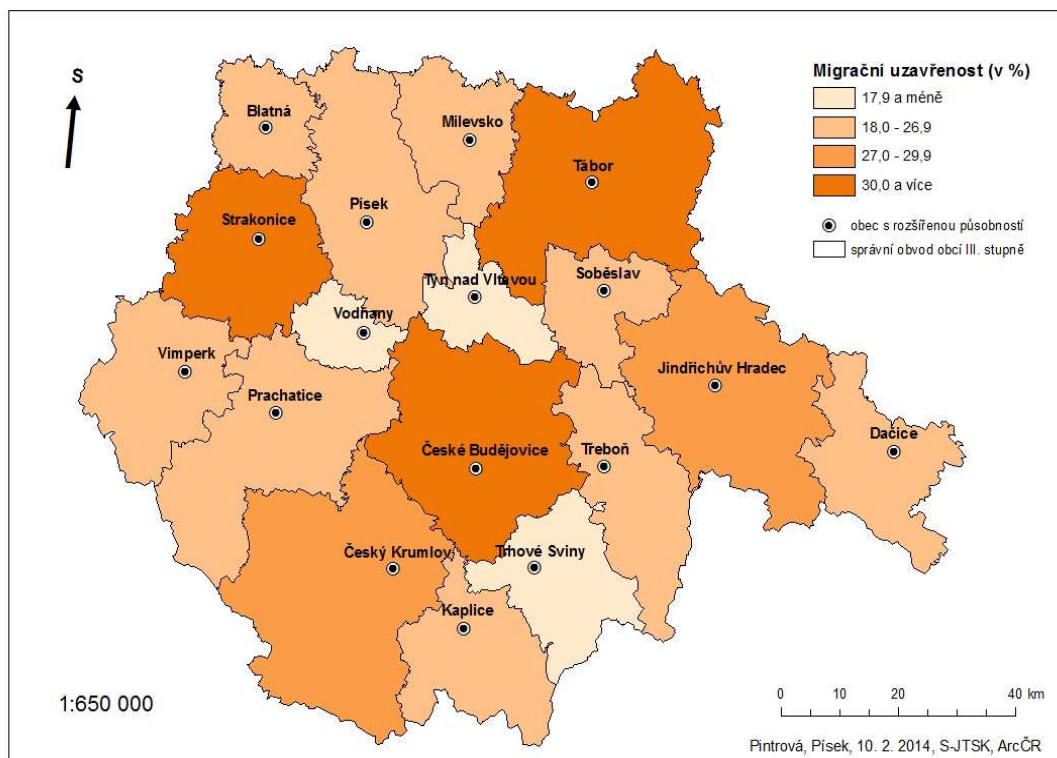 S
Migrační uzavřenost (v %)
17,9 a méně
18,0 - 26,9
27,0 - 29,9
30,0 a více
obec s rozšířenou působností
správní obvod obcí III. stupně
Blatná
Milevsko
Tábor
Písek
Strakonice
Týn nad Vltavou
Soběslav
Vodňany
Vimperk
Jindřichův Hradec
Prachatice
České Budějovice
Třeboň
Dačice
Český Krumlov
Trhové Sviny
Kaplice
1:650 000
0 10 20 40 km
Pintrová, Písek, 10. 2. 2014, S-JTSK, ArcČR